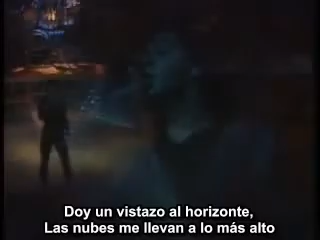 Doy un vistazo al horizonte,
Las nubes me llevan a lo más alto